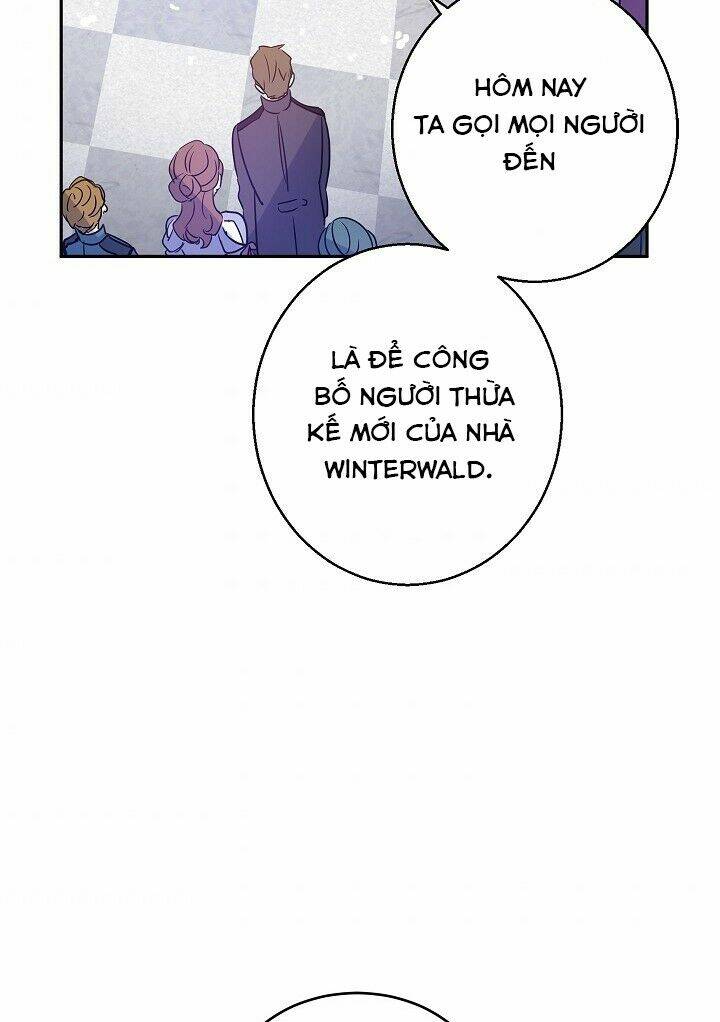 HÔM NAY
TA GỌI MỌI NGƯỜI
ĐẾN
LÀ ĐỂ CÔNG
BỐ NGƯỜI THỪA
KẾ MỚI CỦA NHÀ
WINTERWALD.